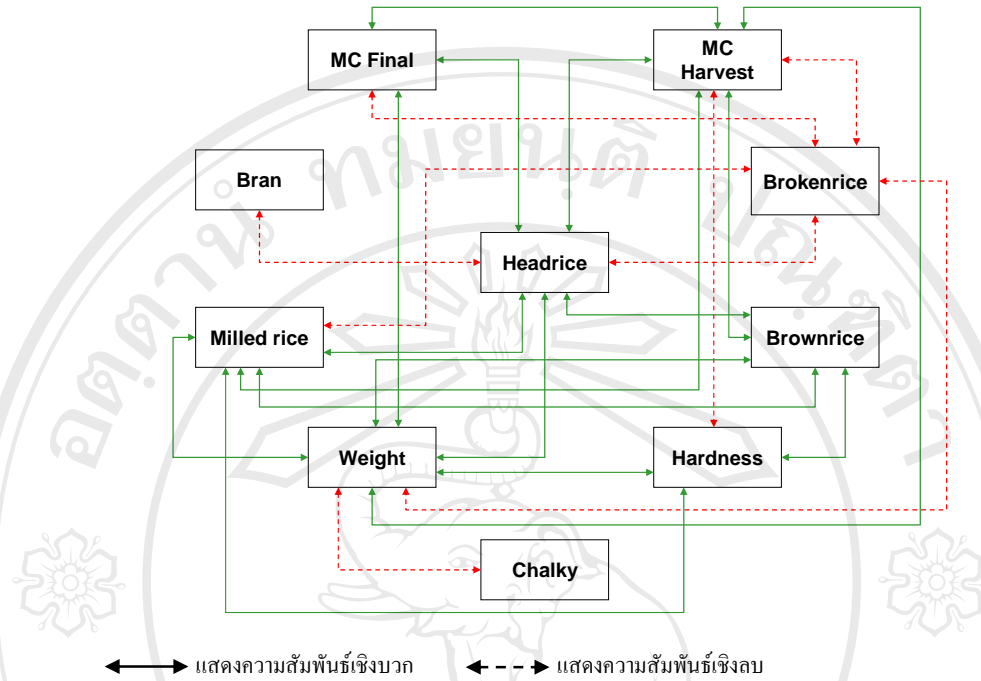 MC Final
MC
Harvest
Bran
Brokenrice
Headrice
Milled rice
Brownrice
Weight
Hardness
Chalky
แสดงความสัมพันธ์เชิงบวก
แสดงความสัมพันธ์เชิงลบ